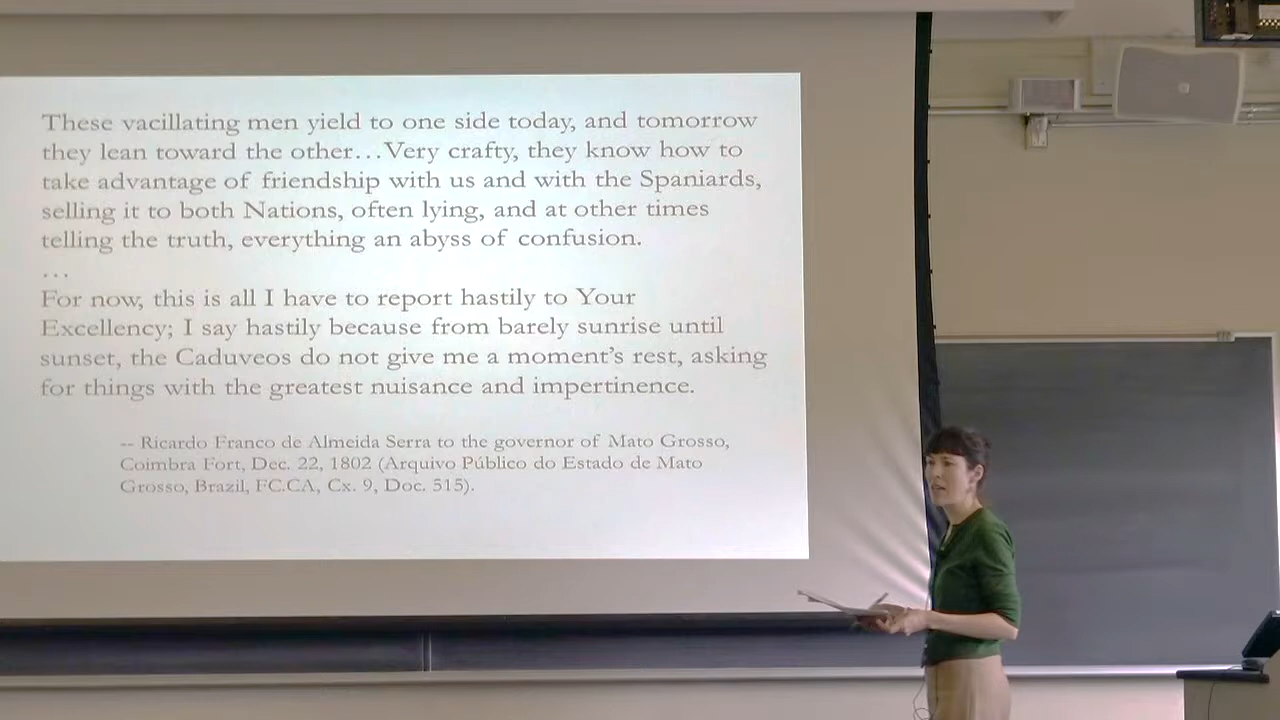 These vacillating men yield to one side today, and tomorrow
they lean toward the other…Very crafty, they know how to
take advantage of friendship with us and with the Spaniards,
selling it to both Nations, often lying, and at other times
telling the truth, everything an abyss of confusion.
…
For now, this is all I have to report hastily to Your
Excellency; I say hastily because from barely sunrise until
sunset, the Caduveos do not give me a moment's rest, asking
for things with the greatest nuisance and impertinence.
-- Ricardo Franco de Almeida Serra to the governor of Mato Grosso,
Coimbra Fort, Dec. 22, 1802 (Arquivo Público do Estado de Mato
Grosso, Brazil, FC.CA, Cx. 9, Doc. 515).